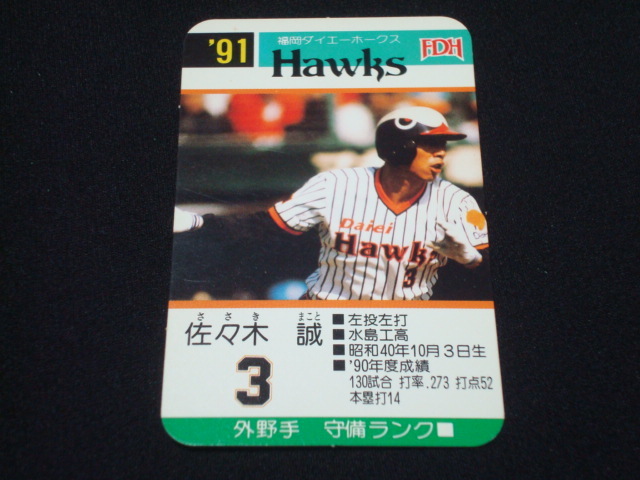 '91
福岡ダイエーホークス
Hawks
FDH
Daiei
Hawks
3
ささき まこと
佐々木 誠
3
■左投左打
■水島工高
■昭和40年10月3日生
■'90年度成績
130試合 打率.273 打点52
本塁打14
外野手 守備ランク■